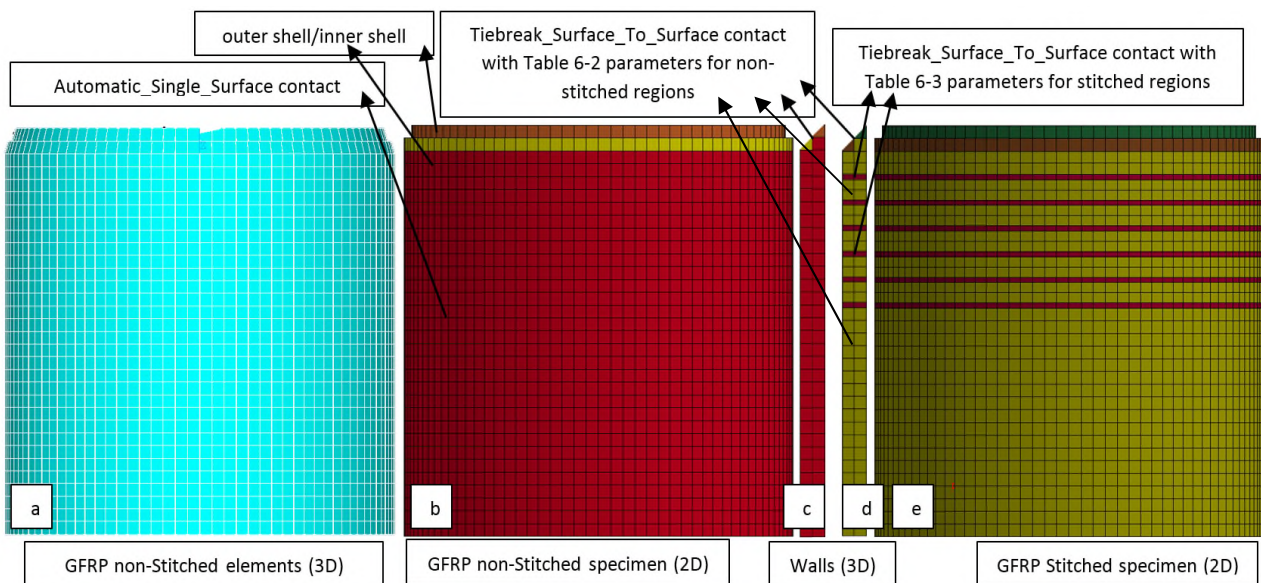 outer shell/inner shell
Automatic_Single_Surface contact
Tiebreak_Surface_To_Surface contact
with Table 6-2 parameters for non-
stitched regions
Tiebreak_Surface_To_Surface contact with
Table 6-3 parameters for stitched regions
a
b
c
d
e
GFRP non-Stitched elements (3D)
GFRP non-Stitched specimen (2D)
Walls (3D)
GFRP Stitched specimen (2D)